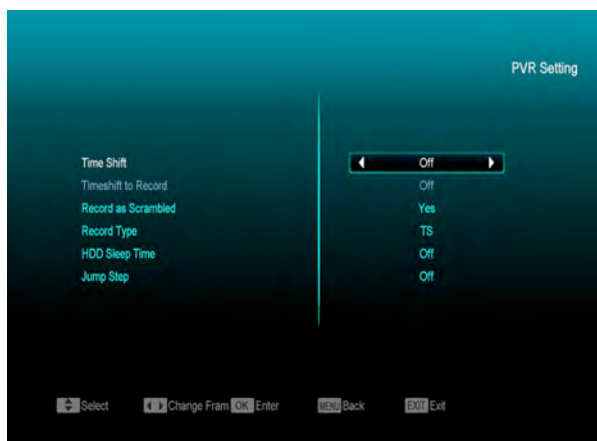 PVR Setting
Time Shift Off
Timeshift to Record Off
Record as Scrambled Yes
Record Type TS
HDD Sleep Time Off
Jump Step Off
Select Change Fram OK Enter MENU Back EXIT Exit